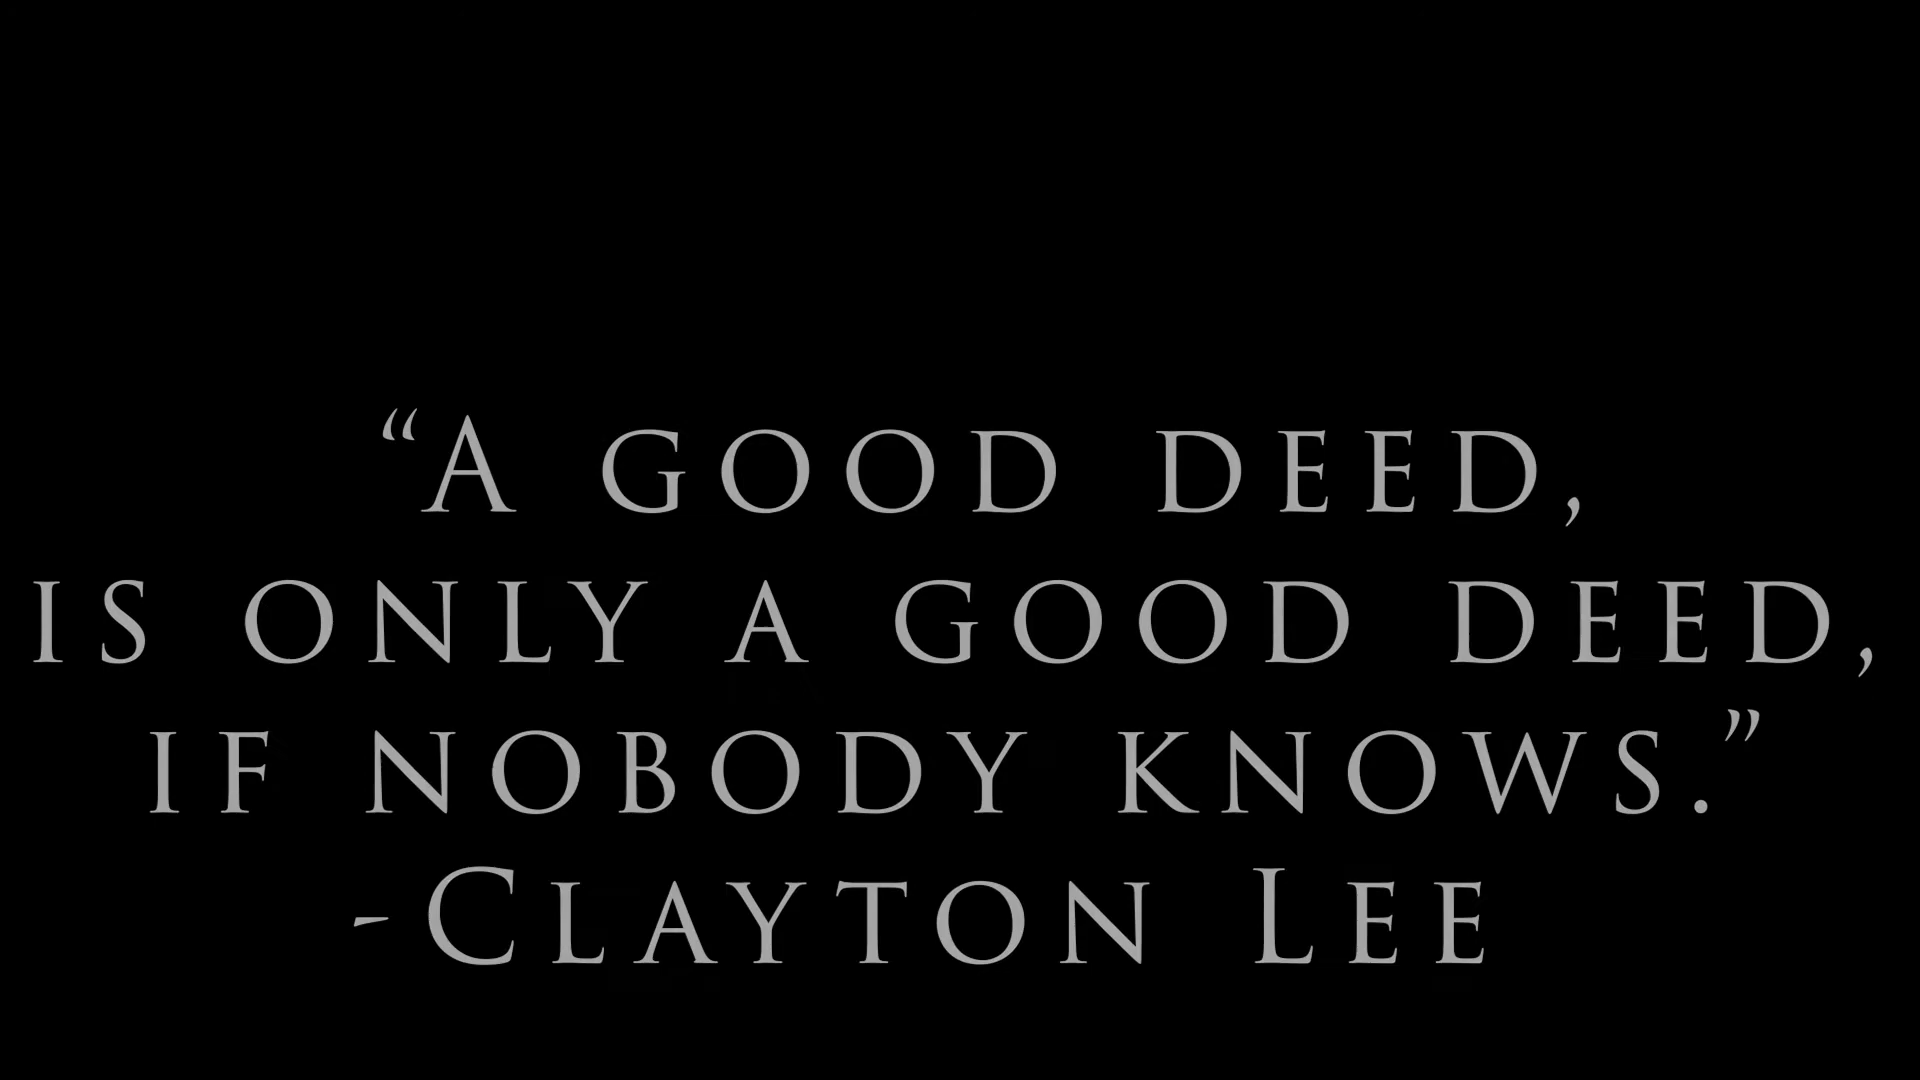 “A GOOD DEED,
IS ONLY A GOOD DEED,
IF NOBODY KNOWS.”
-CLAYTON LEE